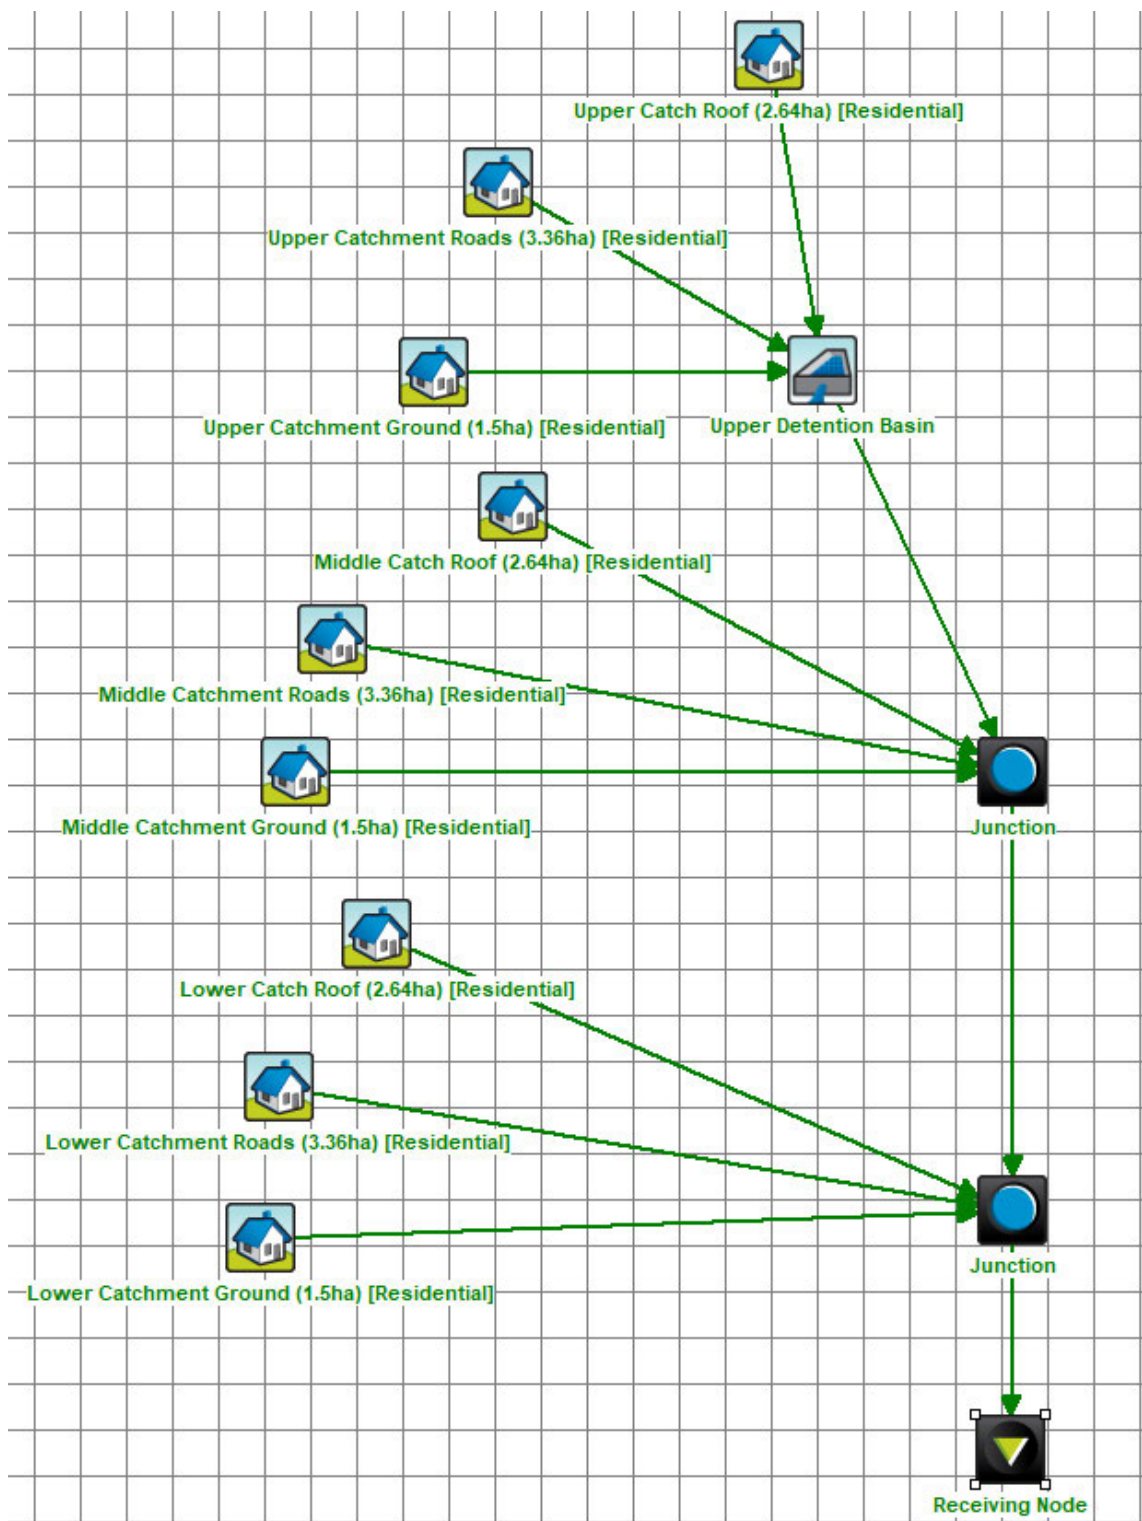 Upper Catch Roof (2.64ha) [Residential]
Upper Catchment Roads (3.36ha) [Residential]
Upper Catchment Ground (1.5ha) [Residential]
Upper Detention Basin
Middle Catch Roof (2.64ha) [Residential]
Middle Catchment Roads (3.36ha) [Residential]
Middle Catchment Ground (1.5ha) [Residential]
Junction
Lower Catch Roof (2.64ha) [Residential]
Lower Catchment Roads (3.36ha) [Residential]
Junction
Lower Catchment Ground (1.5ha) [Residential]
Receiving Node